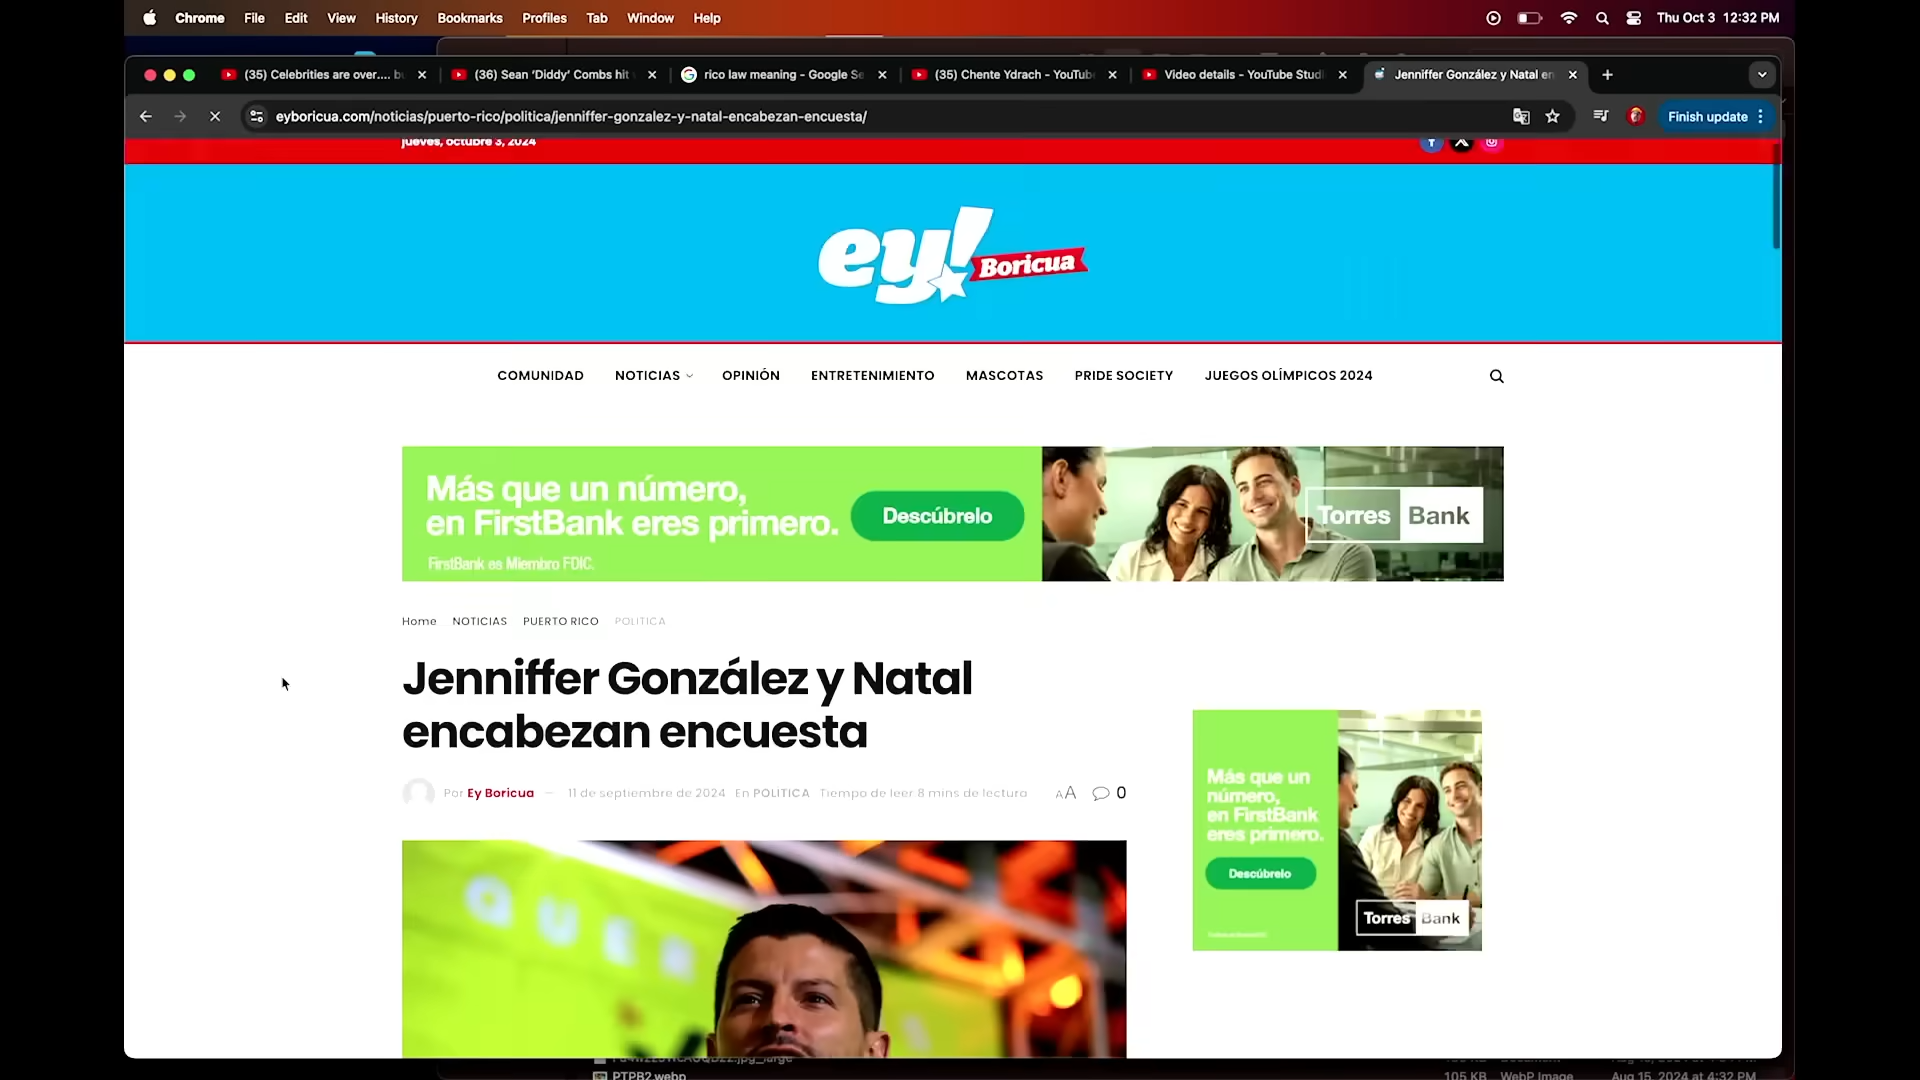 Chrome File Edit View History Bookmarks Profiles Tab Window Help Thu Oct 3 12:32 PM
(35) Celebrities are over.... (36) Sean 'Diddy' Combs hit rico law meaning - Google Se (35) Chente Ydrach - YouTube Video details - YouTube Studi Jenniffer González y Natal en
eyboricua.com/noticias/puerto-rico/politica/jenniffer-gonzalez-y-natal-encabezan-encuesta/ Finish update
jueves, octubre 3, 2024
ey! Boricua
COMUNIDAD NOTICIAS OPINIÓN ENTRETENIMIENTO MASCOTAS PRIDE SOCIETY JUEGOS OLÍMPICOS 2024
Más que un número,
en FirstBank eres primero.
Descúbrelo
Torres Bank
FirstBank es Miembro FDIC.
Home NOTICIAS PUERTO RICO POLITICA
Jenniffer González y Natal
encabezan encuesta
Por Ey Boricua — 11 de septiembre de 2024 En POLITICA Tiempo de leer 8 mins de lectura AA 0
Más que un
número,
en FirstBank
eres primero.
Descúbrelo
Torres Bank
PTPB2.webp 105 KB WebP Image Aug 15, 2024 at 4:32 PM